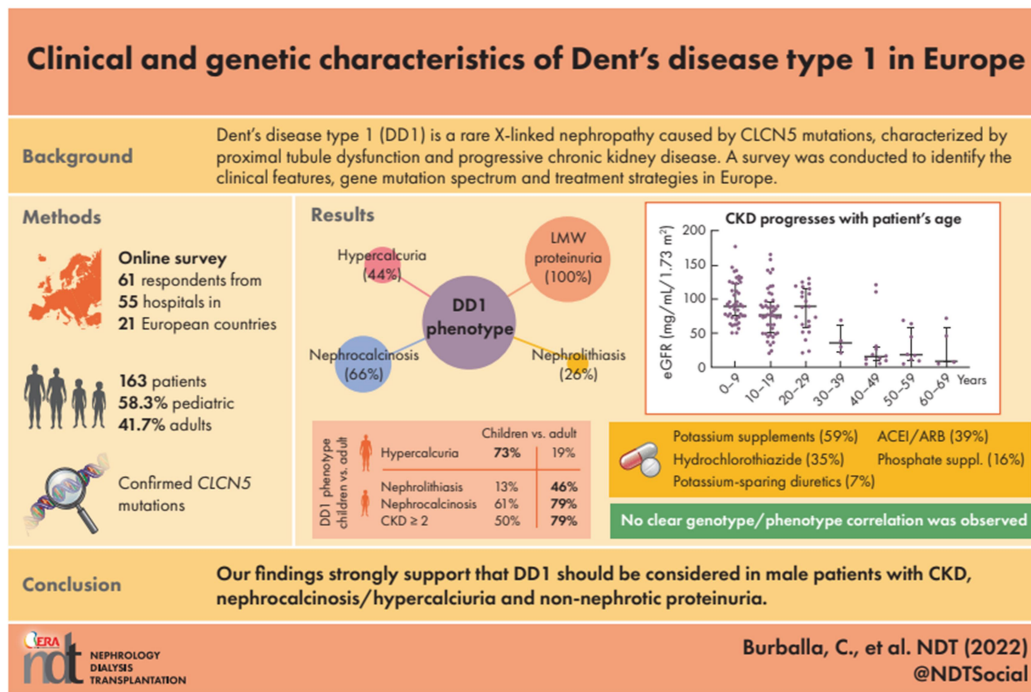 Clinical and genetic characteristics of Dent's disease type 1 in Europe
Background
Dent's disease type 1 (DD1) is a rare X-linked nephropathy caused by CLCN5 mutations, characterized by
proximal tubule dysfunction and progressive chronic kidney disease. A survey was conducted to identify the
clinical features, gene mutation spectrum and treatment strategies in Europe.
Methods
Online survey
61 respondents from
55 hospitals in
21 European countries
163 patients
58.3% pediatric
41.7% adults
Confirmed CLCN5
mutations
Results
Hypercalcuria
(44%)
LMW
proteinuria
(100%)
DD1
phenotype
Nephrocalcinosis
(66%)
Nephrolithiasis
(26%)
CKD progresses with patient's age
eGFR (mg/mL/1.73 m²)
200
150
100
50
0
0–9
10–19
20–29
30–39
40–49
50–59
60–69
Years
DD1 phenotype
children vs. adult
Children vs. adult
Hypercalcuria 73% 19%
Nephrolithiasis 13% 46%
Nephrocalcinosis 61% 79%
CKD ≥ 2 50% 79%
Potassium supplements (59%) ACEI/ARB (39%)
Hydrochlorothiazide (35%) Phosphate suppl. (16%)
Potassium-sparing diuretics (7%)
No clear genotype/phenotype correlation was observed
Conclusion
Our findings strongly support that DD1 should be considered in male patients with CKD,
nephrocalcinosis/hypercalciuria and non-nephrotic proteinuria.
ERA
ndt
NEPHROLOGY
DIALYSIS
TRANSPLANTATION
Burballa, C., et al. NDT (2022)
@NDTSocial